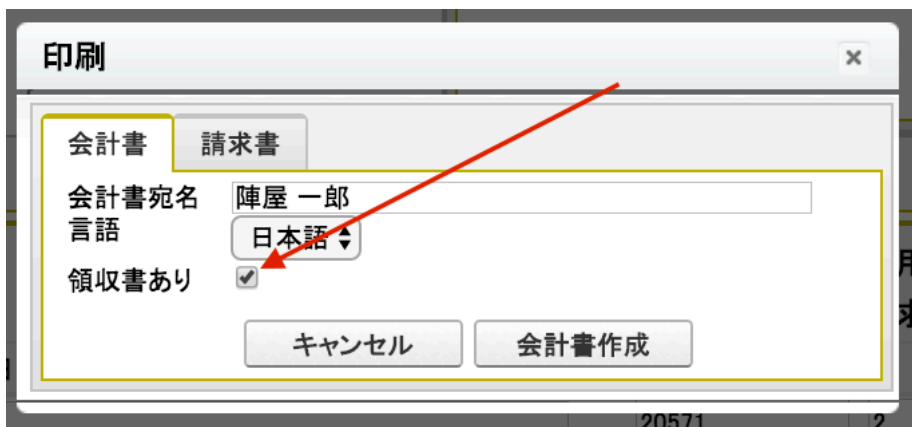 印刷
会計書 請求書
会計書宛名 陣屋 一郎
言語 日本語
領収書あり
キャンセル 会計書作成
20571 2